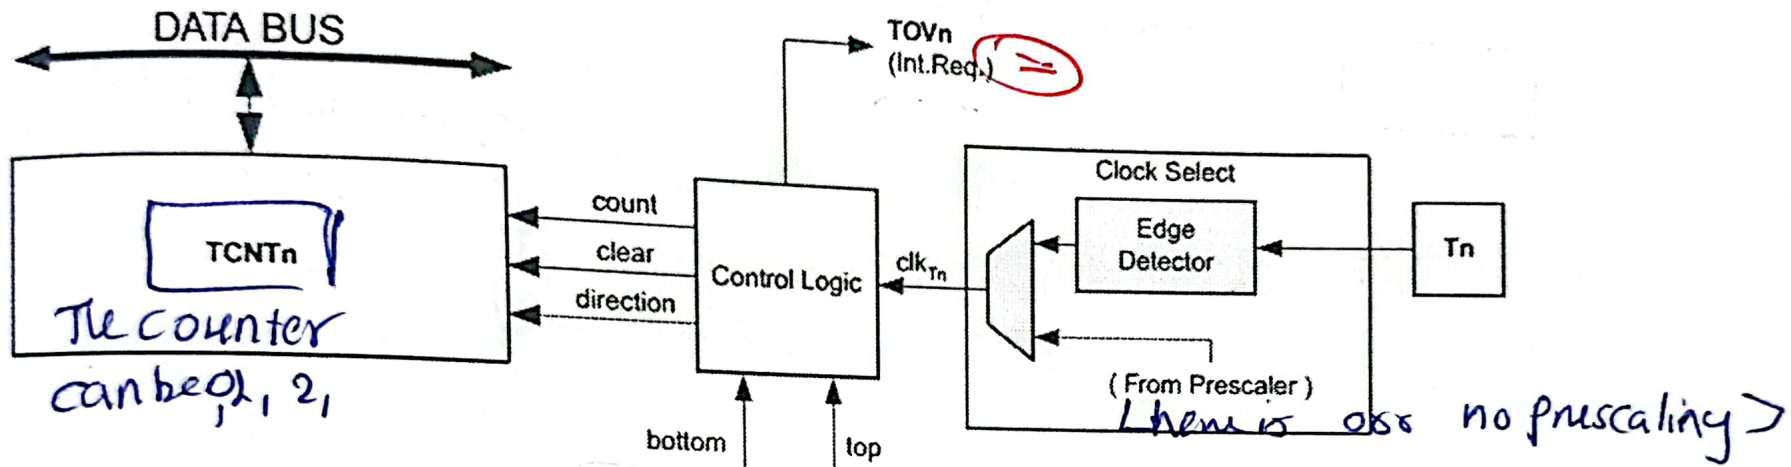 DATA BUS
TOVn
(Int.Req.)
Clock Select
count
Edge
Detector
Tn
TCNTn
clear
Control Logic
clkTn
direction
The counter
can be 0, 1, 2,
(From Prescaler)
no prescaling>
bottom
top